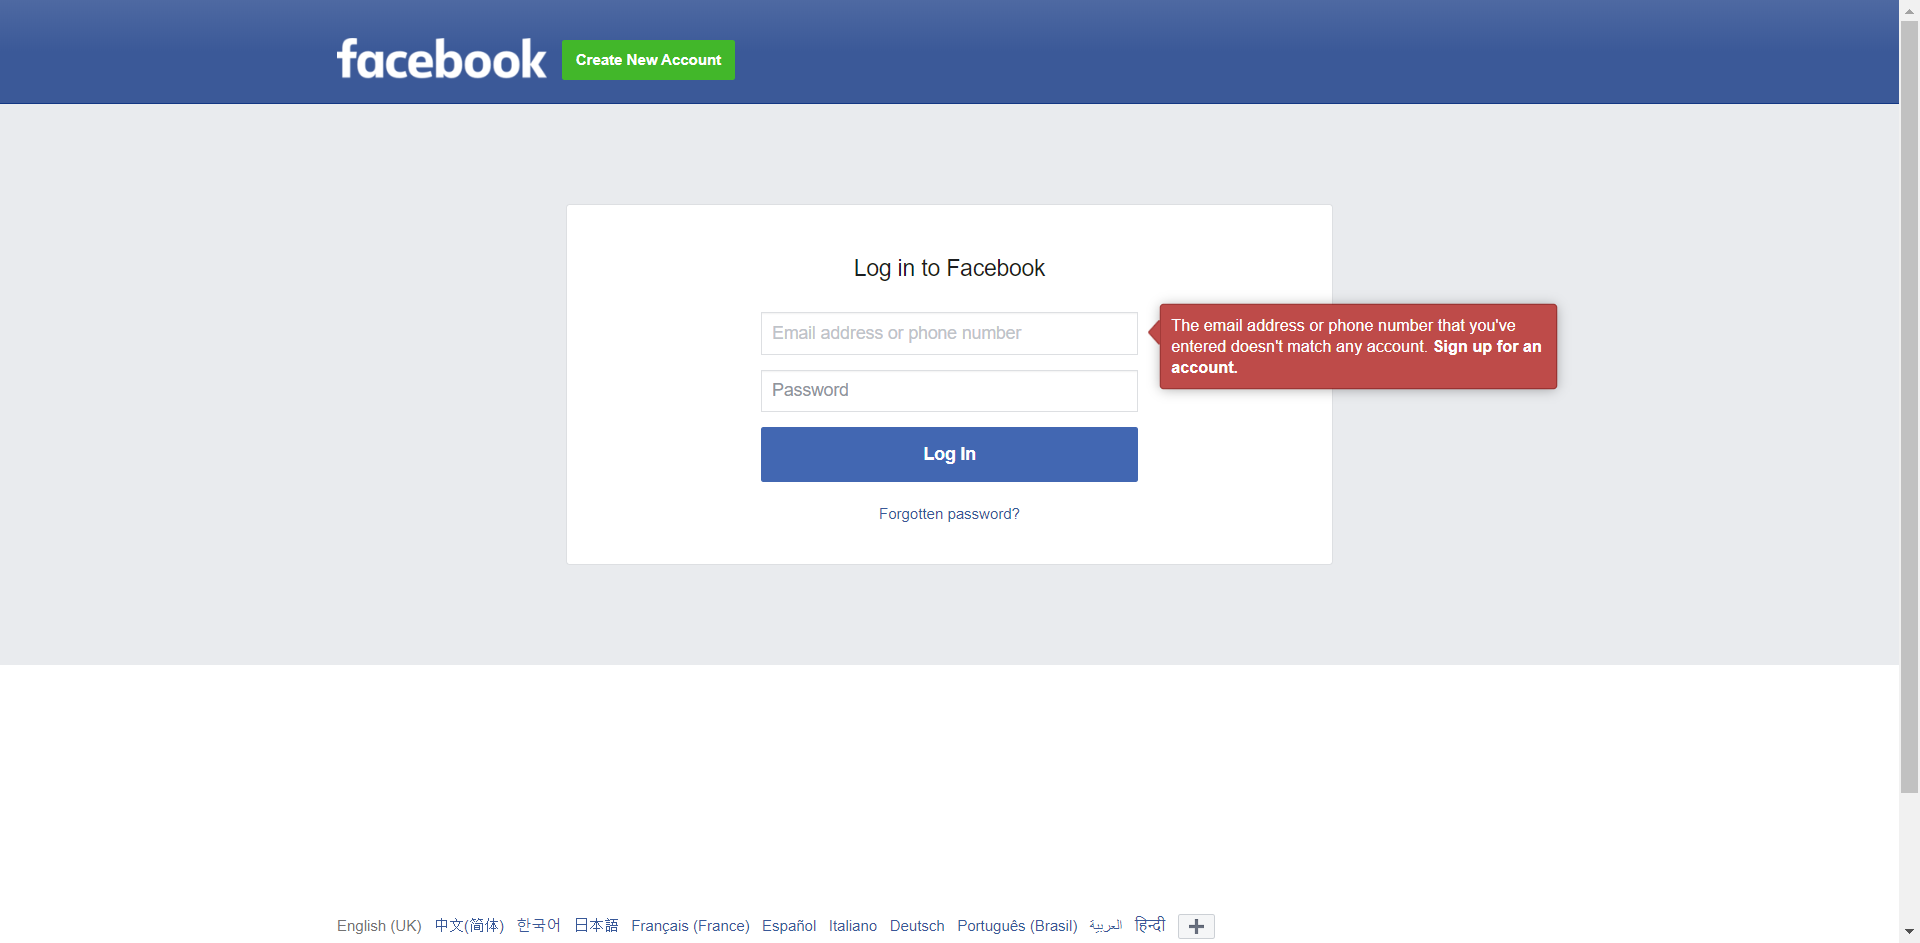 facebook
Create New Account
Log in to Facebook
Email address or phone number
The email address or phone number that you've
entered doesn't match any account. Sign up for an
account.
Password
Log In
Forgotten password?
English (UK) 中文(简体) 한국어 日本語 Français (France) Español Italiano Deutsch Português (Brasil) العربية हिन्दी